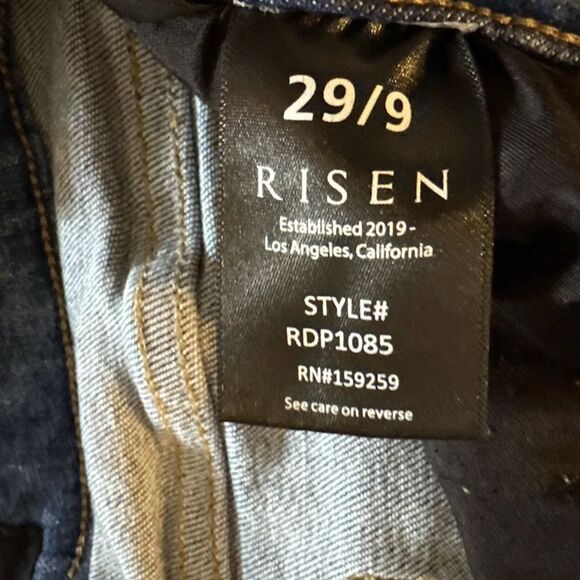 29/9
RISEN
Established 2019-
Los Angeles, California
STYLE#
RDP1085
RN#159259
See care on reverse